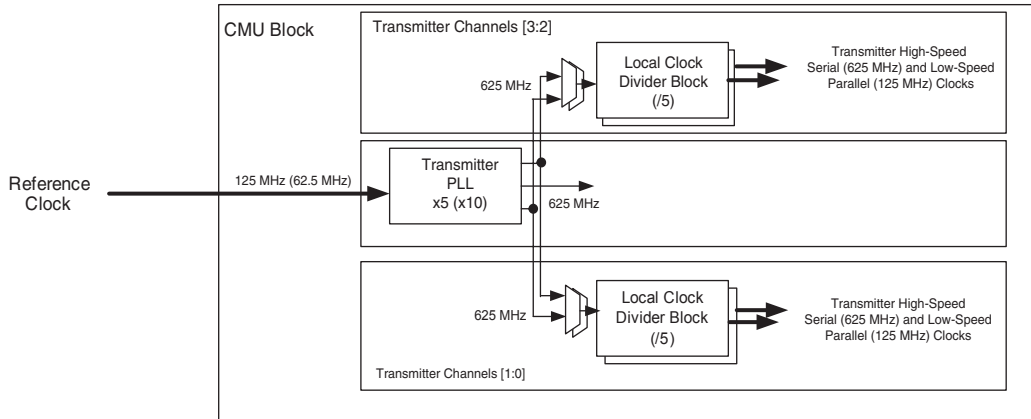 CMU Block
Transmitter Channels [3:2]
625 MHz
Local Clock
Divider Block
(/5)
Transmitter High-Speed
Serial (625 MHz) and Low-Speed
Parallel (125 MHz) Clocks
Reference
Clock
125 MHz (62.5 MHz)
Transmitter
PLL
x5 (x10)
625 MHz
625 MHz
Local Clock
Divider Block
(/5)
Transmitter High-Speed
Serial (625 MHz) and Low-Speed
Parallel (125 MHz) Clocks
Transmitter Channels [1:0]